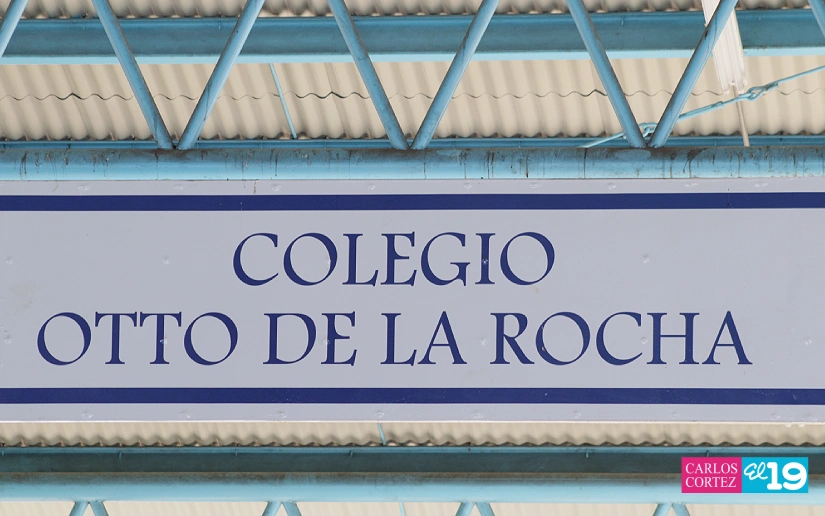 COLEGIO
OTTO DE LA ROCHA
CARLOS
CORTEZ
El 19